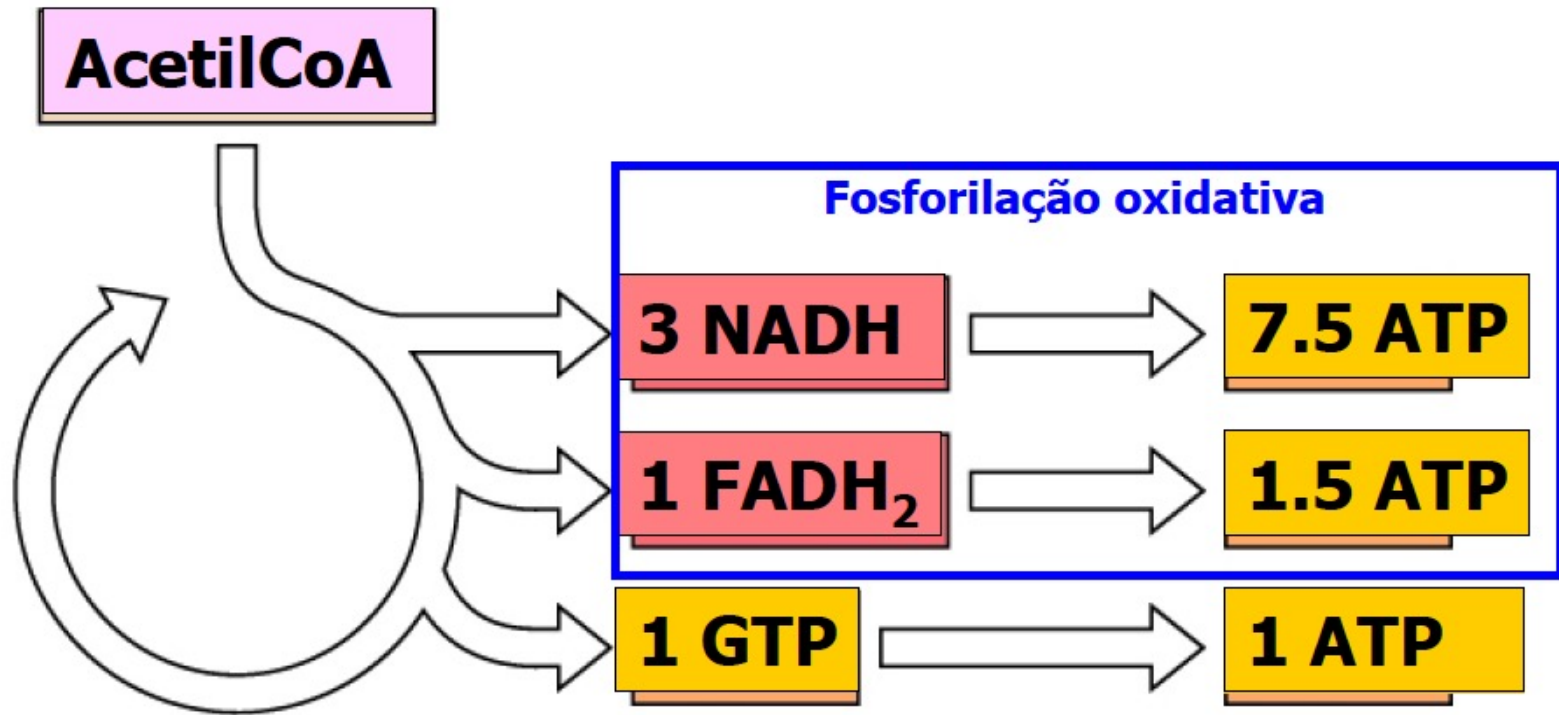 AcetilCoA
Fosforilação oxidativa
3 NADH
7.5 ATP
1 FADH₂
1.5 ATP
1 GTP
1 ATP